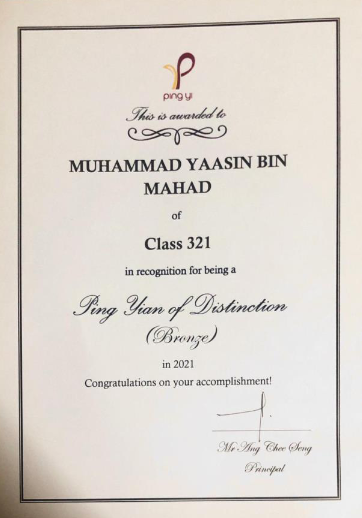 ping yi
This is awarded to
MUHAMMAD YAASIN BIN
MAHAD
of
Class 321
in recognition for being a
Ping Yian of Distinction
(Bronze)
in 2021
Congratulations on your accomplishment!
Mr Ang Chee Seng
Principal